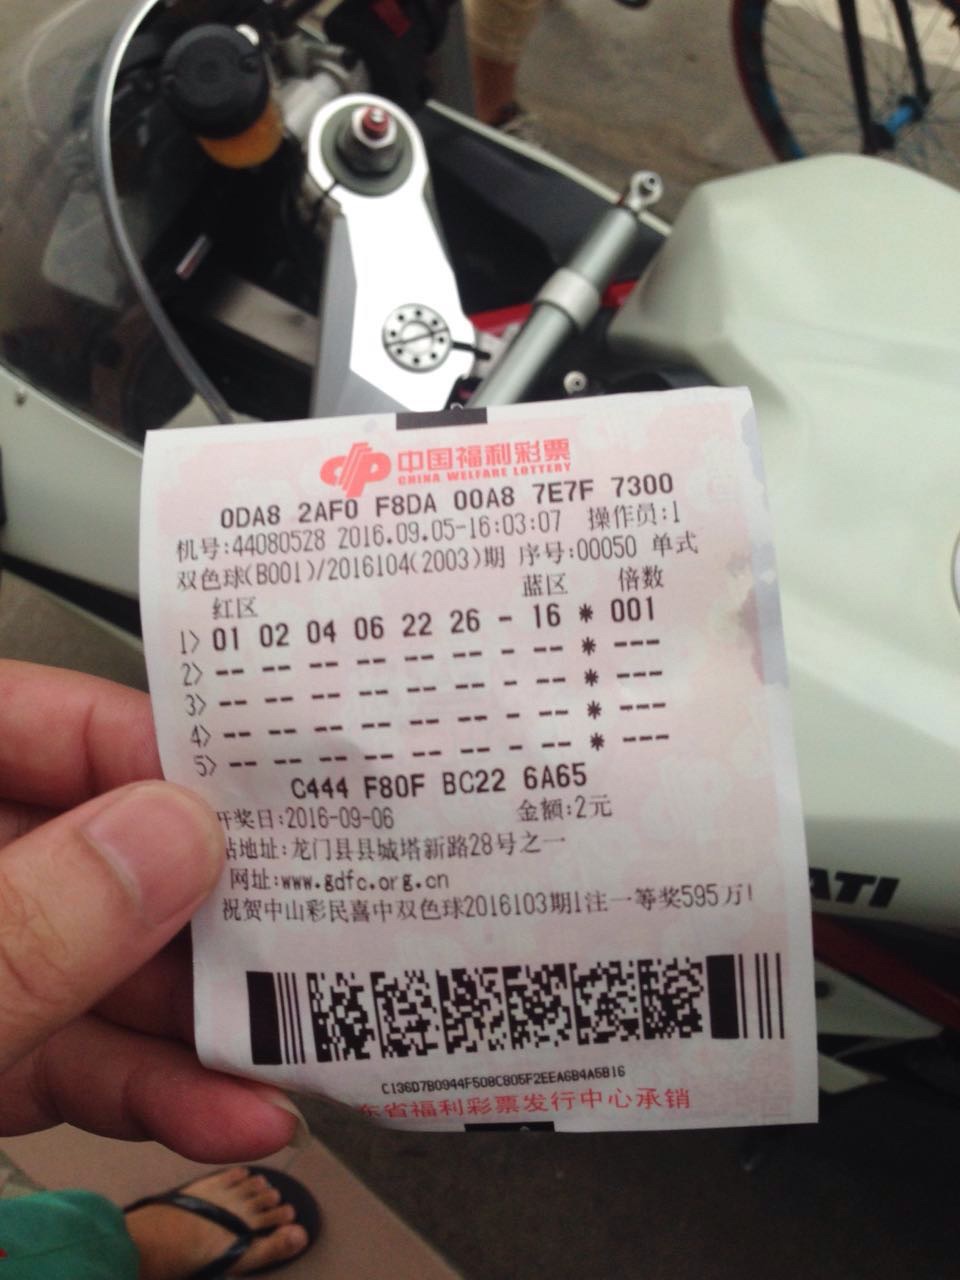 中国福利彩票
CHINA WELFARE LOTTERY
0DA8 2AF0 F8DA 00A8 7E7F 7300
机号:44080528 2016.09.05-16:03:07 操作员:1
双色球(B001)/2016104(2003)期 序号:00050 单式
红区 蓝区 倍数
1> 01 02 04 06 22 26 - 16 * 001
2> -- -- -- -- -- -- - -- * ---
3> -- -- -- -- -- -- - -- * ---
4> -- -- -- -- -- -- - -- * ---
5> -- -- -- -- -- -- - -- * ---
C444 F80F BC22 6A65
开奖日:2016-09-06 金额:2元
站地址:龙门县县城塔新路28号之一
网址:www.gdfc.org.cn
祝贺中山彩民喜中双色球2016103期1注一等奖595万!
C136D7B0944F508C805F2EEA6B4A5B16
东省福利彩票发行中心承销
ATI